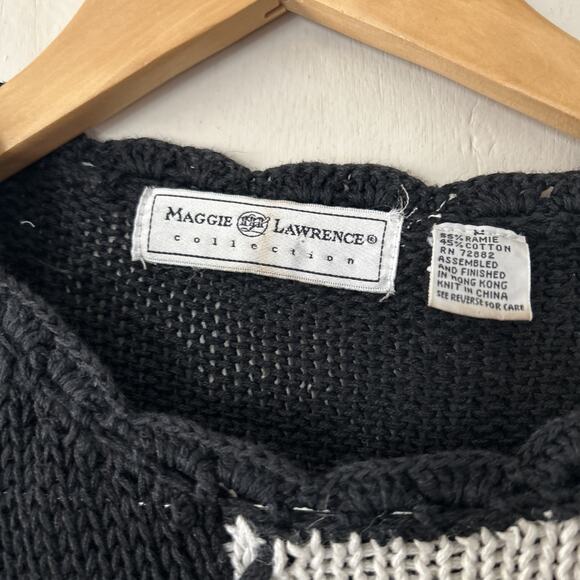 MAGGIE LAWRENCE®
collection
M
55% RAMIE
45% COTTON
RN 72882
ASSEMBLED
AND FINISHED
IN HONG KONG
KNIT IN CHINA
SEE REVERSE FOR CARE